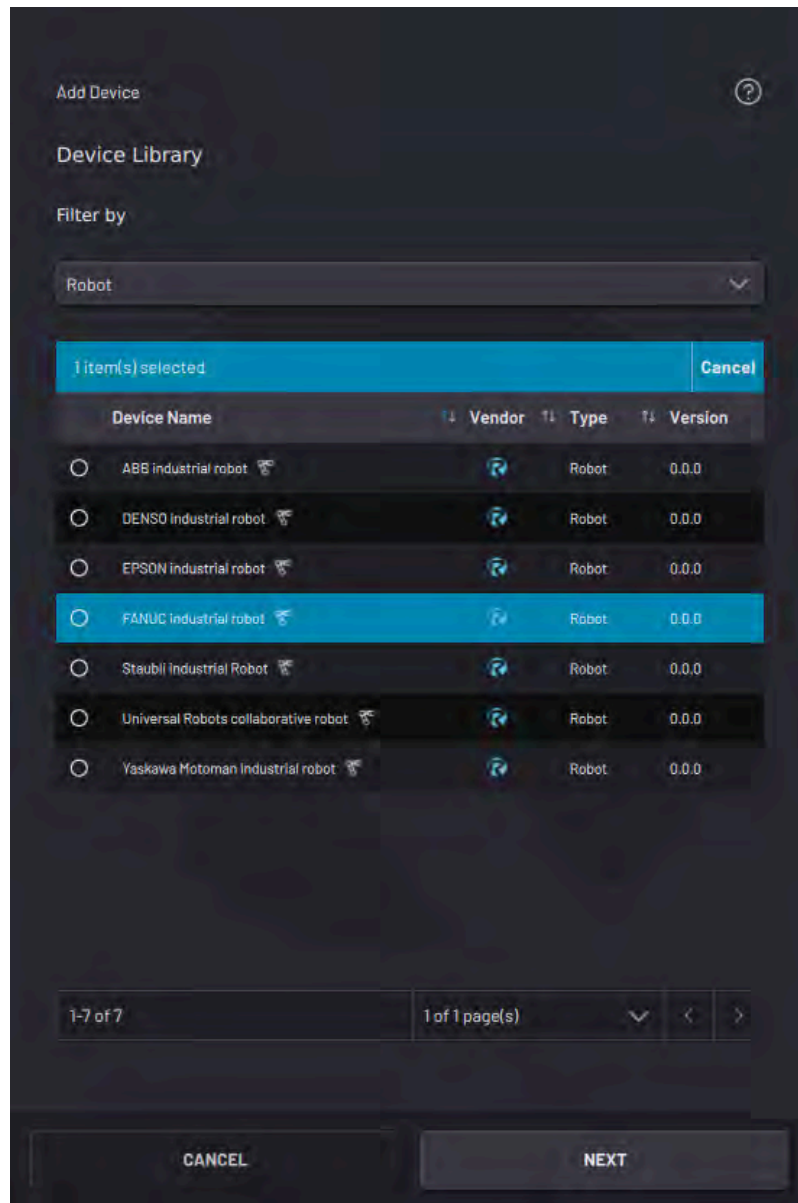 Add Device
Device Library
Filter by
Robot
1 item(s) selected Cancel
Device Name Vendor Type Version
ABB industrial robot Robot 0.0.0
DENSO industrial robot Robot 0.0.0
EPSON industrial robot Robot 0.0.0
FANUC industrial robot Robot 0.0.0
Staubli industrial Robot Robot 0.0.0
Universal Robots collaborative robot Robot 0.0.0
Yaskawa Motoman industrial robot Robot 0.0.0
1-7 of 7 1 of 1 page(s)
CANCEL NEXT